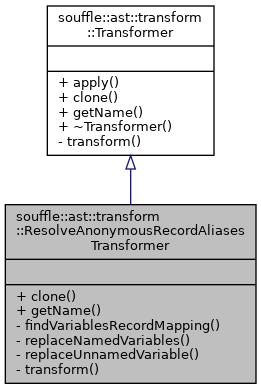 souffle::ast::transform
::Transformer
+ apply()
+ clone()
+ getName()
+ ~Transformer()
- transform()
souffle::ast::transform
::ResolveAnonymousRecordAliases
Transformer
+ clone()
+ getName()
- findVariablesRecordMapping()
- replaceNamedVariables()
- replaceUnnamedVariable()
- transform()